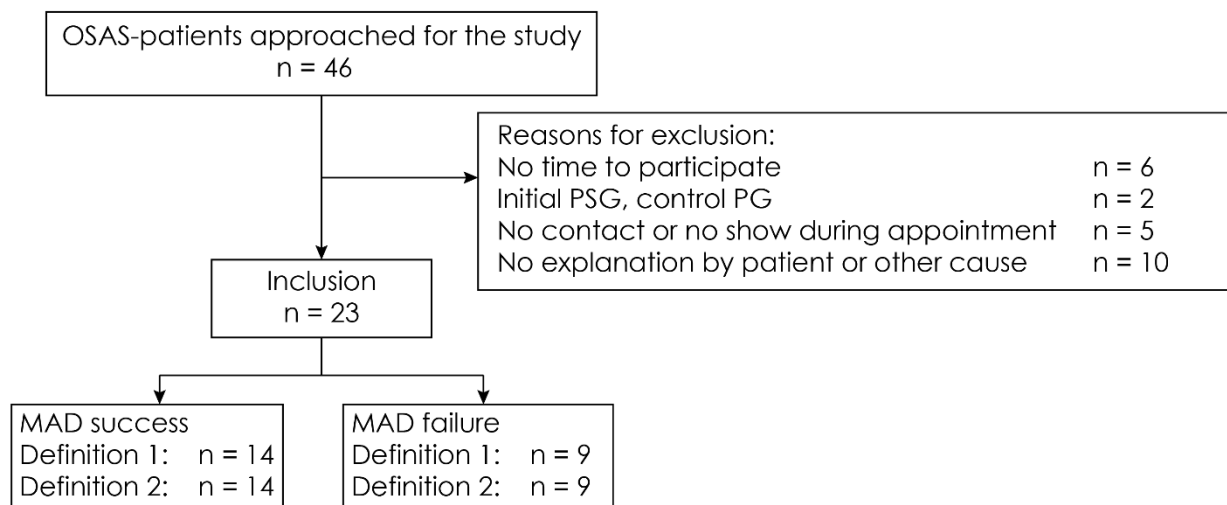 OSAS-patients approached for the study
n = 46
Reasons for exclusion:
No time to participate n = 6
Initial PSG, control PG n = 2
No contact or no show during appointment n = 5
No explanation by patient or other cause n = 10
Inclusion
n = 23
MAD success
Definition 1: n = 14
Definition 2: n = 14
MAD failure
Definition 1: n = 9
Definition 2: n = 9